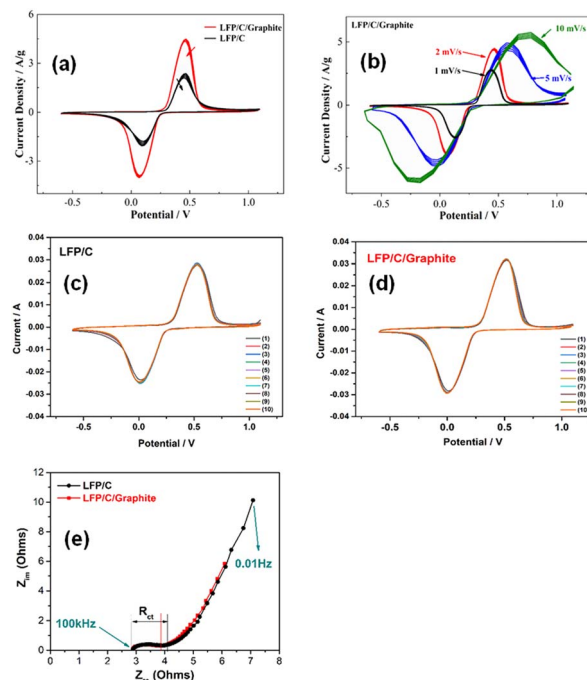 (a)
LFP/C/Graphite
LFP/C
Current Density / A/g
3
0
-3
-0.5 0.0 0.5 1.0
Potential / V
LFP/C/Graphite
(b)
10 mV/s
2 mV/s
1 mV/s
5 mV/s
Current Density / A/g
5
0
-5
-0.5 0.0 0.5 1.0
Potential / V
LFP/C
(c)
Current / A
0.04
0.03
0.02
0.01
0.00
-0.01
-0.02
-0.03
-0.04
(1)
(2)
(3)
(4)
(5)
(6)
(7)
(8)
(9)
(10)
-0.5 0.0 0.5 1.0
Potential / V
LFP/C/Graphite
(d)
Current / A
0.04
0.03
0.02
0.01
0.00
-0.01
-0.02
-0.03
-0.04
(1)
(2)
(3)
(4)
(5)
(6)
(7)
(8)
(9)
(10)
-0.5 0.0 0.5 1.0
Potential / V
LFP/C
LFP/C/Graphite
(e)
Zim (Ohms)
12
10
8
6
4
2
0
Rct
100kHz
0.01Hz
3 4 5 6 7 8
(Ohms)